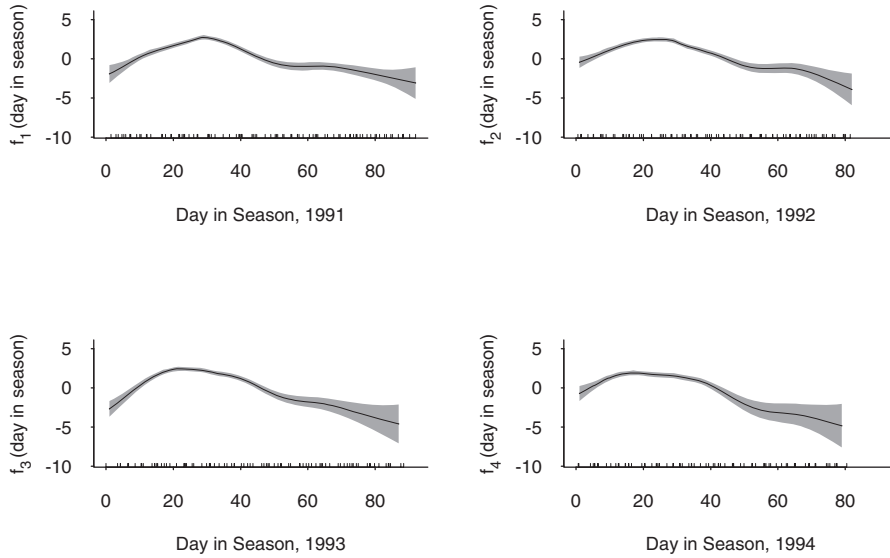 5
0
-5
-10
f1 (day in season)
0 20 40 60 80
Day in Season, 1991
5
0
-5
-10
f2 (day in season)
0 20 40 60 80
Day in Season, 1992
5
0
-5
-10
f3 (day in season)
0 20 40 60 80
Day in Season, 1993
5
0
-5
-10
f4 (day in season)
0 20 40 60 80
Day in Season, 1994